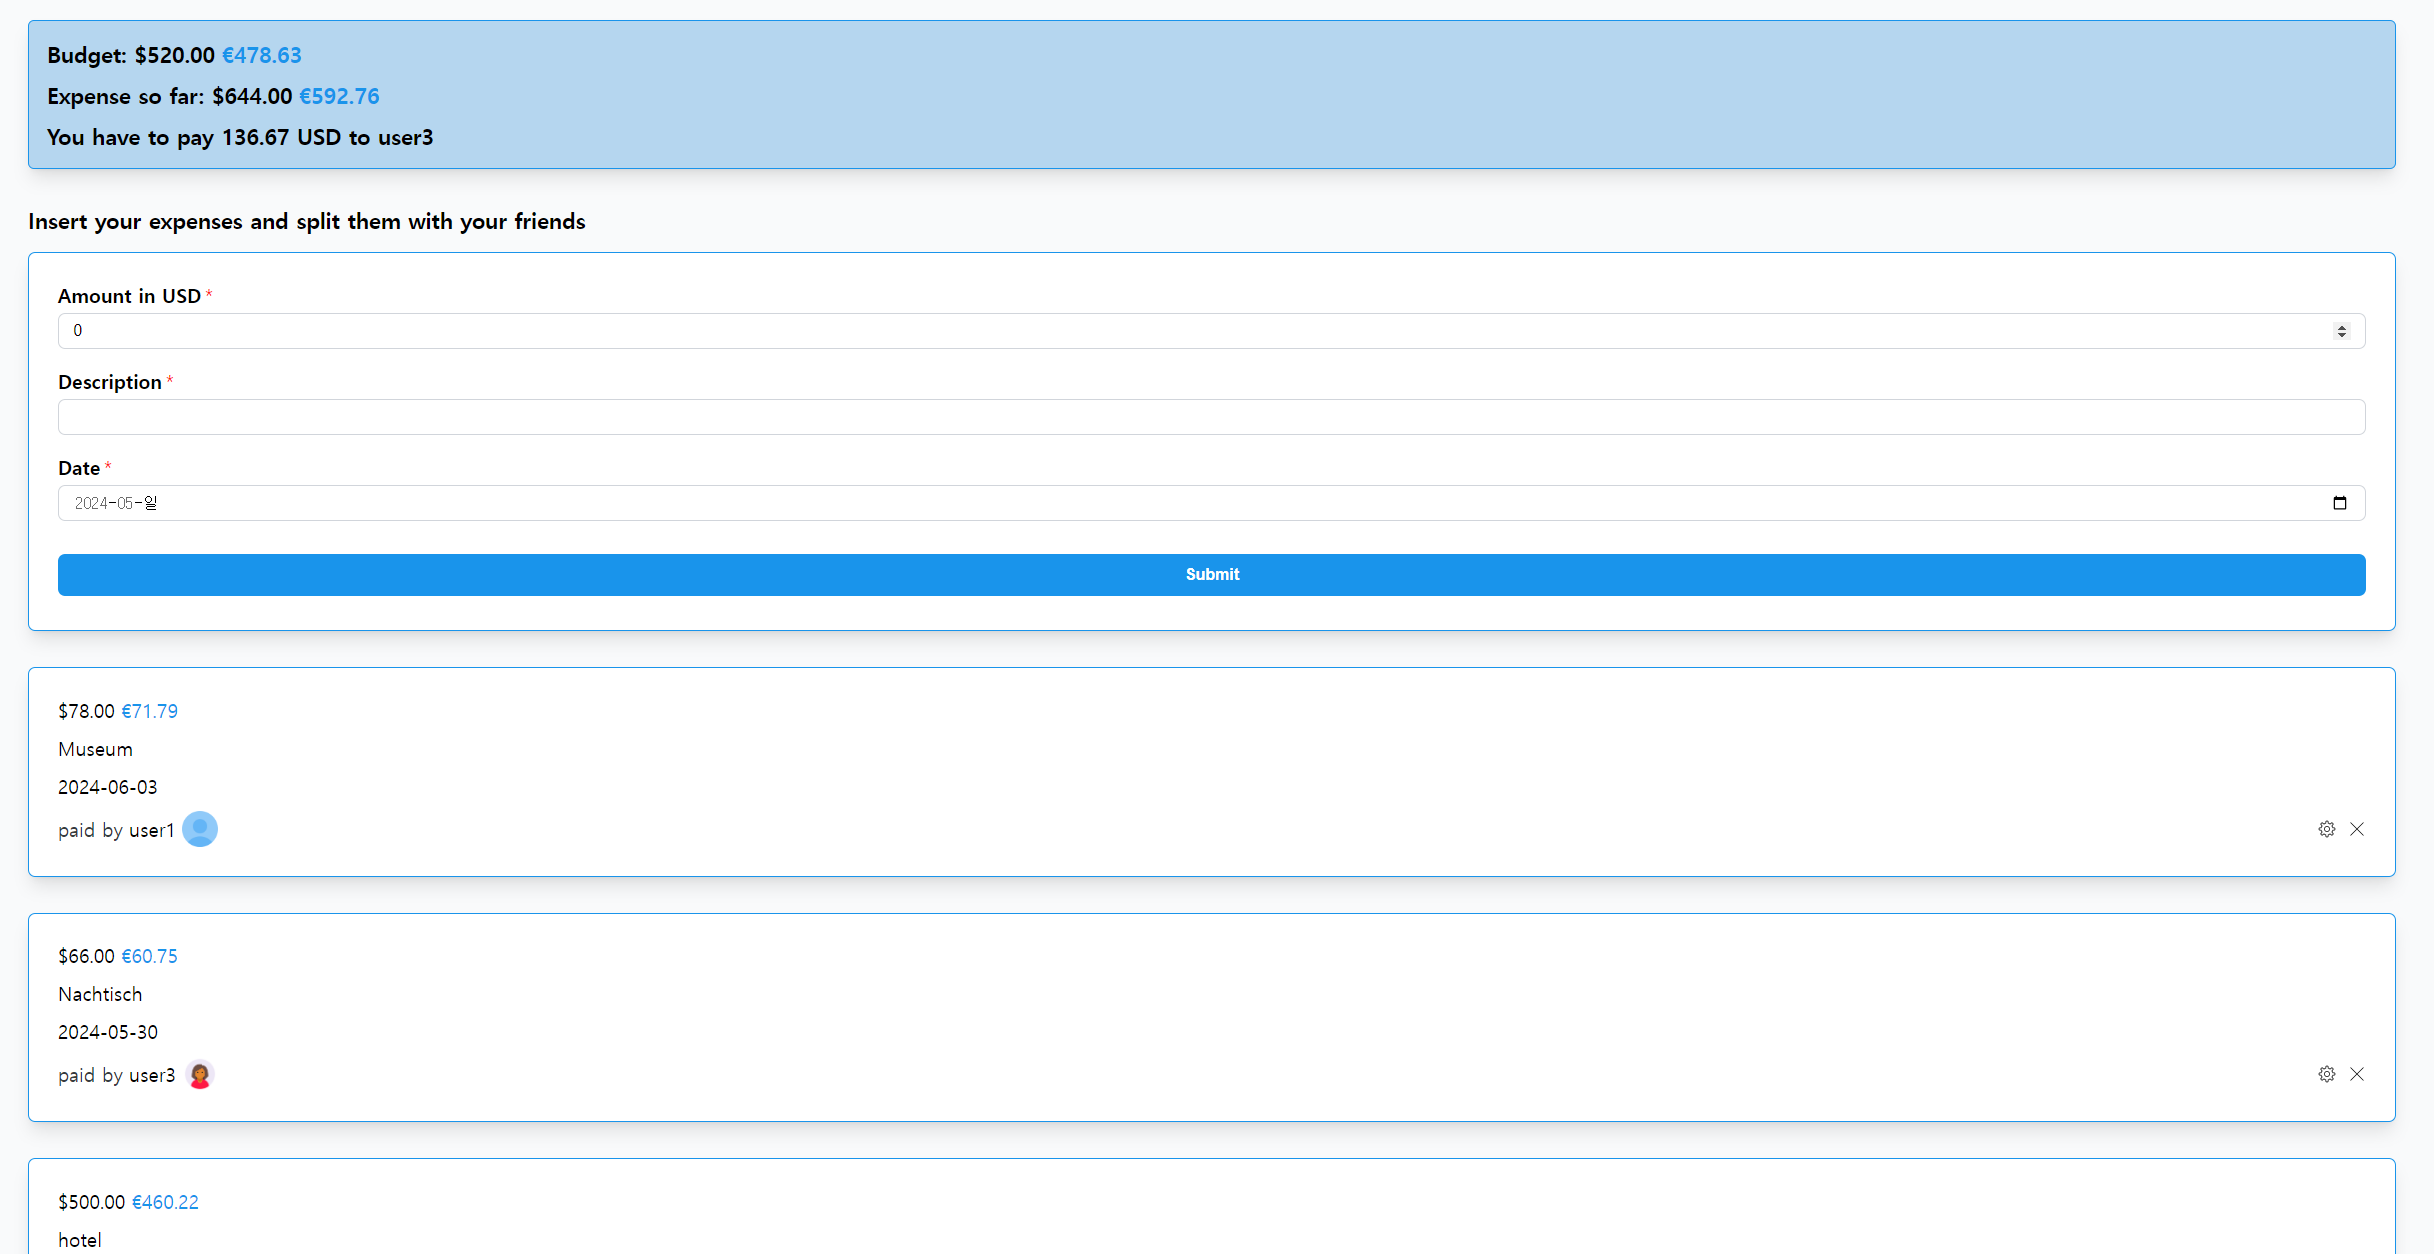 Budget: $520.00 €478.63
Expense so far: $644.00 €592.76
You have to pay 136.67 USD to user3
Insert your expenses and split them with your friends
Amount in USD *
0
Description *
Date *
2024-05-일
Submit
$78.00 €71.79
Museum
2024-06-03
paid by user1
$66.00 €60.75
Nachtisch
2024-05-30
paid by user3
$500.00 €460.22
hotel